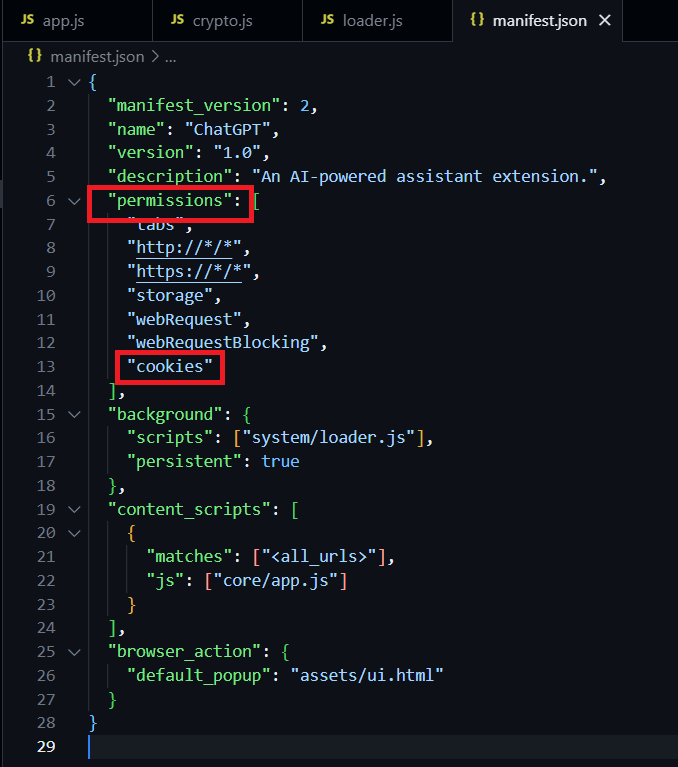 JS app.js JS crypto.js JS loader.js {} manifest.json ×
{} manifest.json > ...
1 {
2 "manifest_version": 2,
3 "name": "ChatGPT",
4 "version": "1.0",
5 "description": "An AI-powered assistant extension.",
6 "permissions": [
7 "tabs",
8 "http://*/*",
9 "https://*/*",
10 "storage",
11 "webRequest",
12 "webRequestBlocking",
13 "cookies"
14 ],
15 "background": {
16 "scripts": ["system/loader.js"],
17 "persistent": true
18 },
19 "content_scripts": [
20 {
21 "matches": ["<all_urls>"],
22 "js": ["core/app.js"]
23 }
24 ],
25 "browser_action": {
26 "default_popup": "assets/ui.html"
27 }
28 }
29